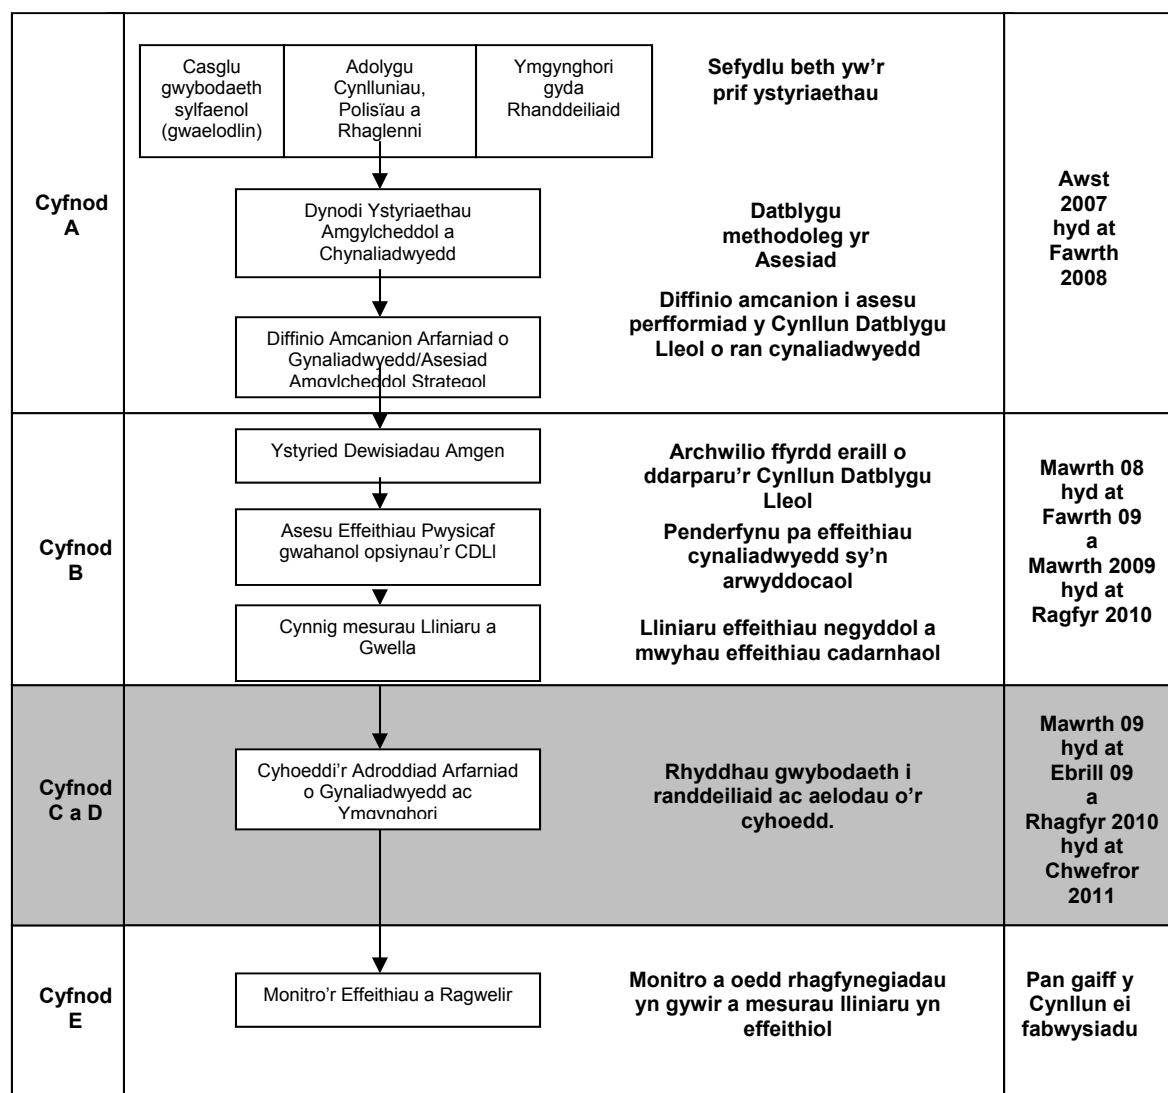 Cyfnod
A
Casglu
gwybodaeth
sylfaenol
(gwaelodlin)
Adolygu
Cynlluniau,
Polisïau a
Rhaglenni
Ymgynghori
gyda
Rhanddeiliaid
Sefydlu beth yw'r
prif ystyriaethau
Dynodi Ystyriaethau
Amgylcheddol a
Chynaliadwyedd
Datblygu
methodoleg yr
Asesiad
Diffinio Amcanion Arfarniad o
Gynaliadwyedd/Asesiad
Amgylcheddol Strategol
Diffinio amcanion i asesu
perfformiad y Cynllun Datblygu
Lleol o ran cynaliadwyedd
Awst
2007
hyd at
Fawrth
2008
Cyfnod
B
Ystyried Dewisiadau Amgen
Archwilio ffyrdd eraill o
ddarparu'r Cynllun Datblygu
Lleol
Asesu Effeithiau Pwysicaf
gwahanol opsiynau'r CDLl
Penderfynu pa effeithiau
cynaliadwyedd sy'n
arwyddocaol
Cynnig mesurau Lliniaru a
Gwella
Lliniaru effeithiau negyddol a
mwyhau effeithiau cadarnhaol
Mawrth 08
hyd at
Fawrth 09
a
Mawrth 2009
hyd at
Ragfyr 2010
Cyfnod
C a D
Cyhoeddi'r Adroddiad Arfarniad
o Gynaliadwyedd ac
Ymgynghori
Rhyddhau gwybodaeth i
randdeiliaid ac aelodau o'r
cyhoedd.
Mawrth 09
hyd at
Ebrill 09
a
Rhagfyr 2010
hyd at
Chwefror
2011
Cyfnod
E
Monitro'r Effeithiau a Ragwelir
Monitro a oedd rhagfynegiadau
yn gywir a mesurau lliniaru yn
effeithiol
Pan gaiff y
Cynllun ei
fabwysiadu